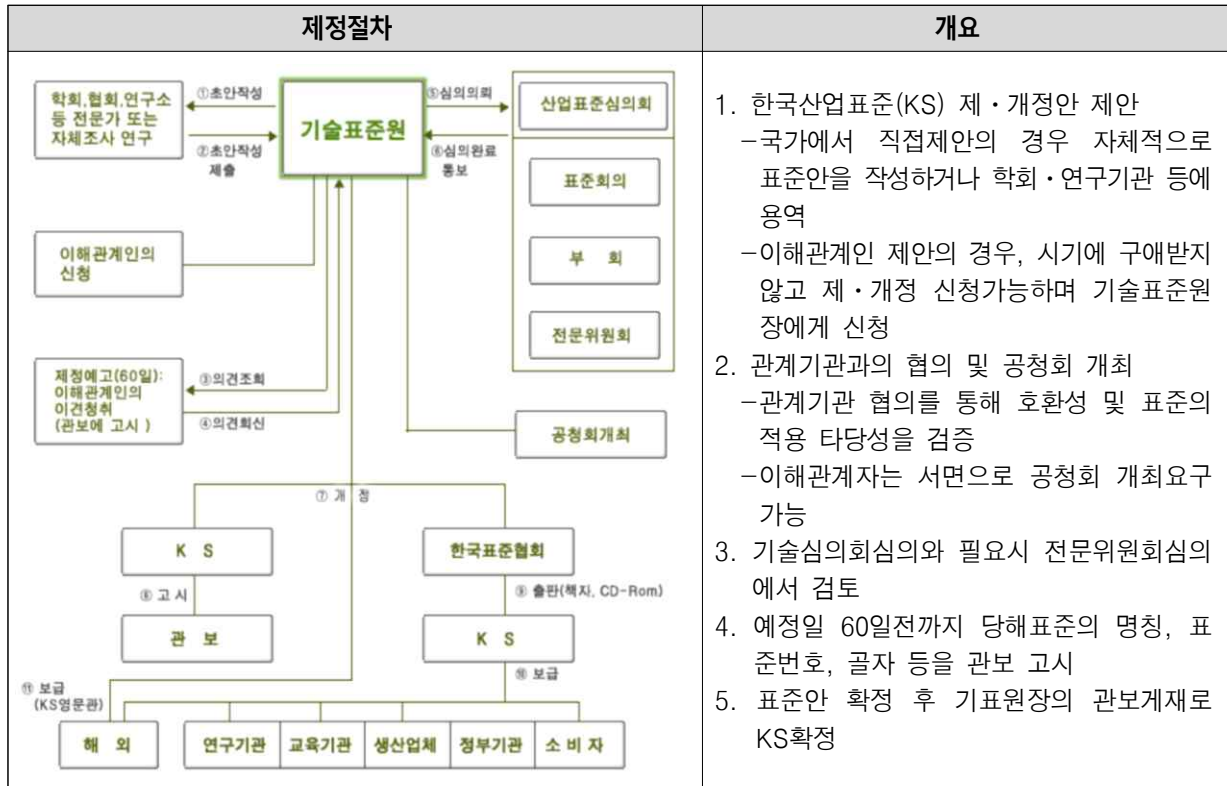 제정절차
개요
학회,협회,연구소
등 전문가 또는
자체조사 연구
①초안작성
②초안작성
제출
기술표준원
⑤심의의뢰
⑥심의완료
통보
산업표준심의회
표준회의
부 회
전문위원회
이해관계인의
신청
제정예고(60일):
이해관계인의
이견청취
(관보에 고시 )
③의견조회
④의견회신
공청회개최
⑦ 개 정
K S
⑧ 고 시
관 보
한국표준협회
⑨ 출판(책자, CD-Rom)
K S
⑩ 보급
⑪ 보급
(KS영문판)
해 외
연구기관
교육기관
생산업체
정부기관
소 비 자
1. 한국산업표준(KS) 제·개정안 제안
-국가에서 직접제안의 경우 자체적으로
표준안을 작성하거나 학회·연구기관 등에
용역
-이해관계인 제안의 경우, 시기에 구애받지
않고 제·개정 신청가능하며 기술표준원
장에게 신청
2. 관계기관과의 협의 및 공청회 개최
-관계기관 협의를 통해 호환성 및 표준의
적용 타당성을 검증
-이해관계자는 서면으로 공청회 개최요구
가능
3. 기술심의회심의와 필요시 전문위원회심의
에서 검토
4. 예정일 60일전까지 당해표준의 명칭, 표
준번호, 골자 등을 관보 고시
5. 표준안 확정 후 기표원장의 관보게재로
KS확정